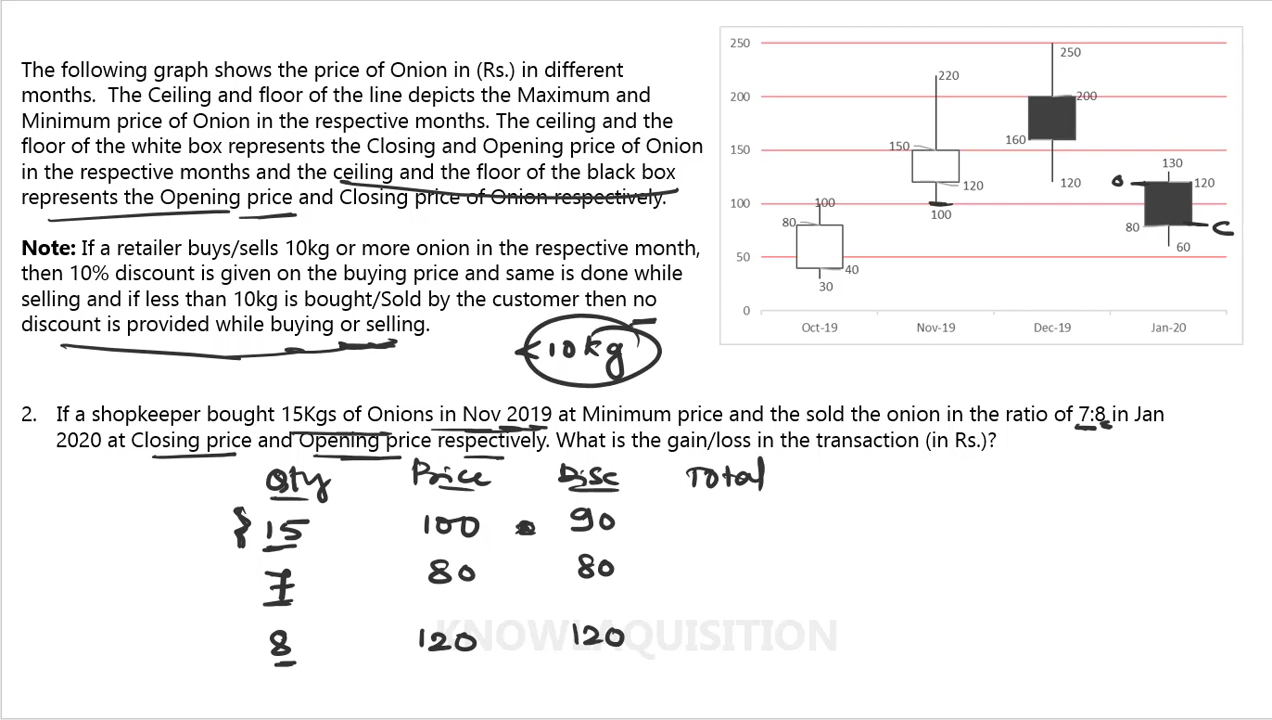 The following graph shows the price of Onion in (Rs.) in different
months. The Ceiling and floor of the line depicts the Maximum and
Minimum price of Onion in the respective months. The ceiling and the
floor of the white box represents the Closing and Opening price of Onion
in the respective months and the ceiling and the floor of the black box
represents the Opening price and Closing price of Onion respectively.
Note: If a retailer buys/sells 10kg or more onion in the respective month,
then 10% discount is given on the buying price and same is done while
selling and if less than 10kg is bought/Sold by the customer then no
discount is provided while buying or selling.
<10kg
250
200
150
100
50
0
100
80
40
30
220
150
120
100
250
200
160
120
130
O
120
80
C
60
Oct-19 Nov-19 Dec-19 Jan-20
2. If a shopkeeper bought 15Kgs of Onions in Nov 2019 at Minimum price and the sold the onion in the ratio of 7:8 in Jan
2020 at Closing price and Opening price respectively. What is the gain/loss in the transaction (in Rs.)?
Qty Price Disc Total
15 100 90
7 80 80
8 120 120
KNOWLAQUISITION